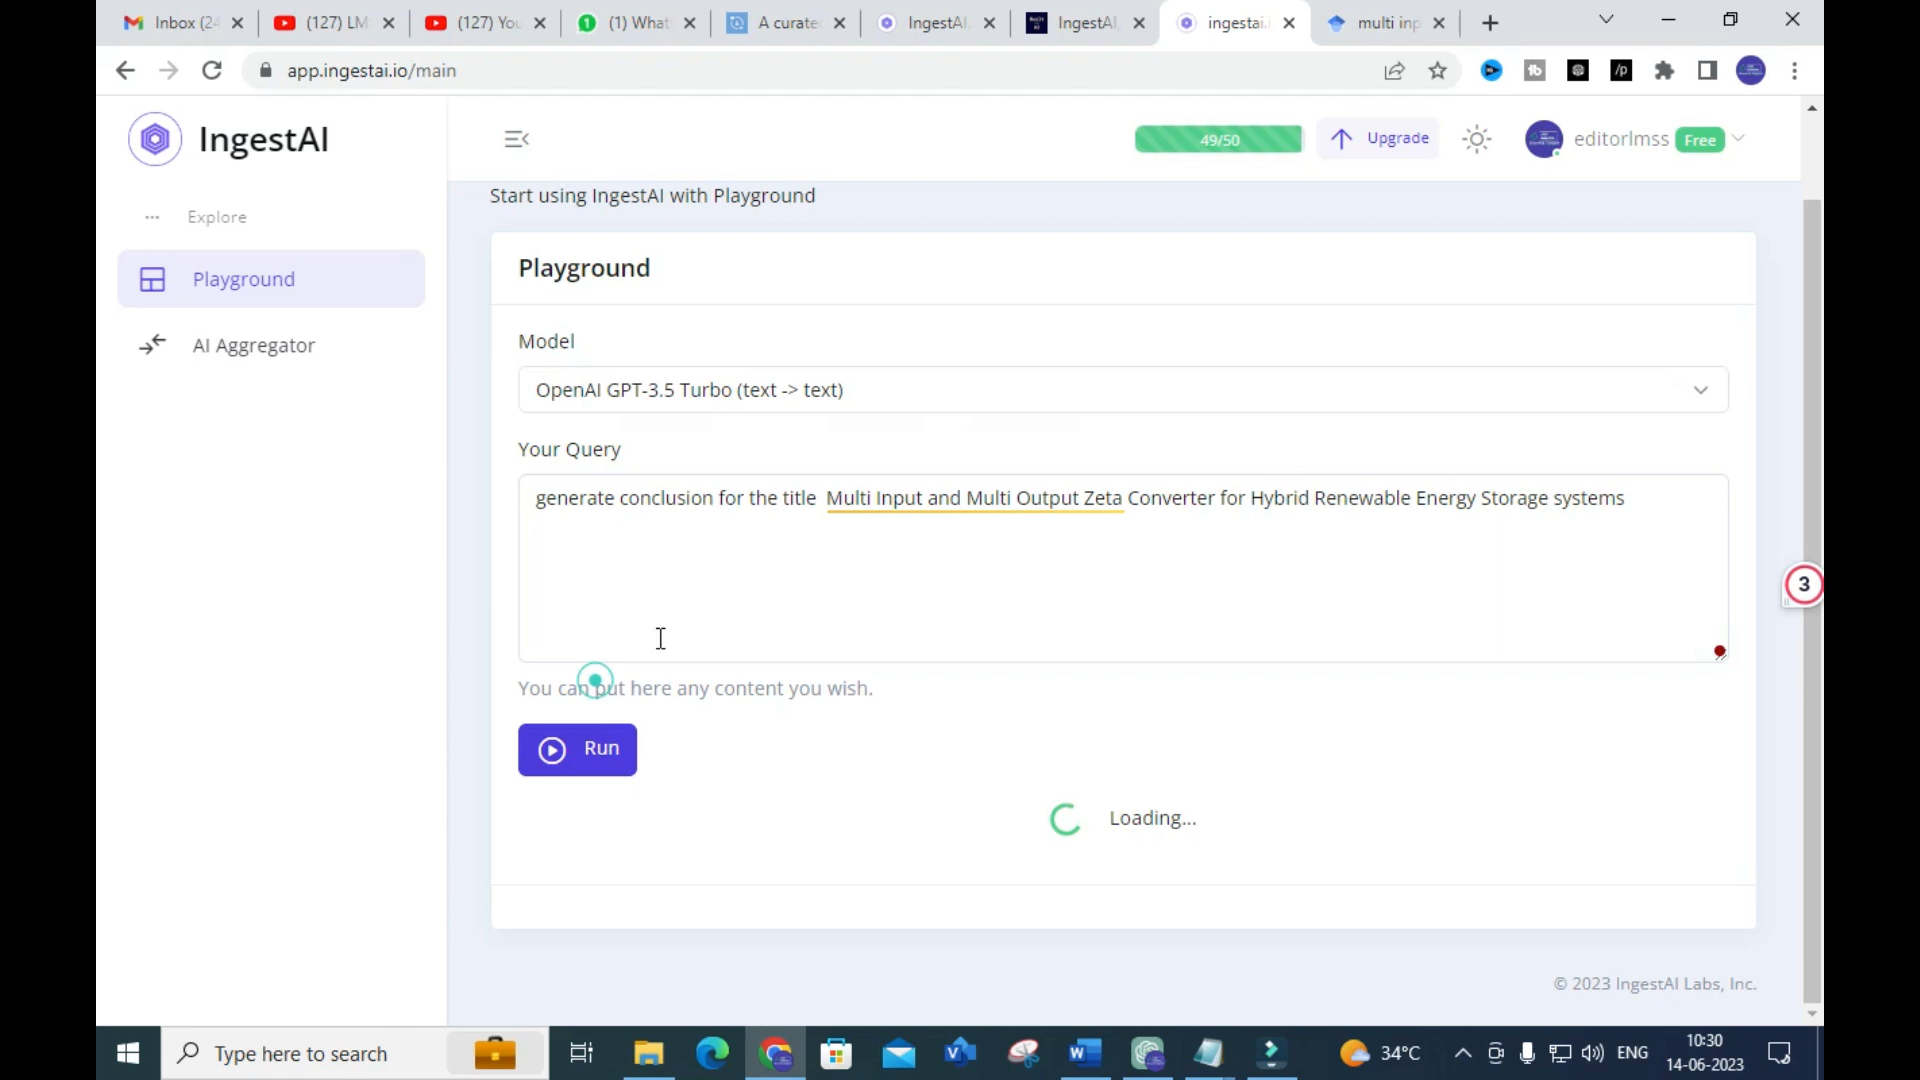 Inbox (24
(127) LM
(127) You
(1) What
A curate
IngestAI
IngestAI,
ingestai.i
multi inp
app.ingestai.io/main
IngestAI
49/50
Upgrade
editorlmss
Free
Explore
Start using IngestAI with Playground
Playground
Playground
AI Aggregator
Model
OpenAI GPT-3.5 Turbo (text -> text)
Your Query
generate conclusion for the title Multi Input and Multi Output Zeta Converter for Hybrid Renewable Energy Storage systems
3
You can put here any content you wish.
Run
Loading...
© 2023 IngestAI Labs, Inc.
Type here to search
34°C
ENG
10:30
14-06-2023